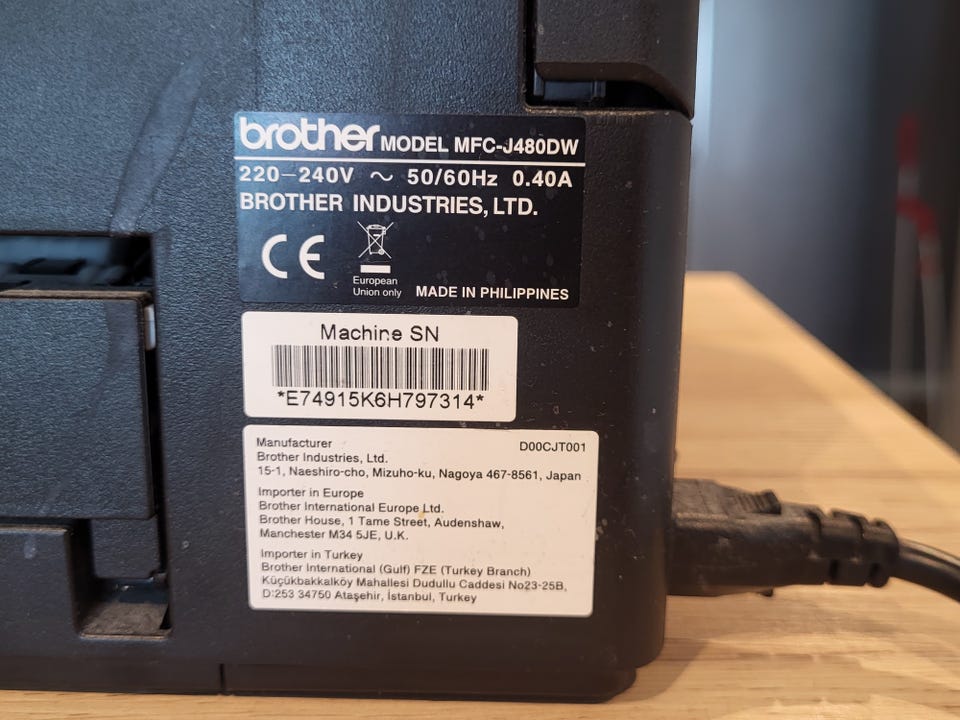 brother MODEL MFC-J480DW
220-240V ~ 50/60Hz 0.40A
BROTHER INDUSTRIES, LTD.
CE
European
Union only
MADE IN PHILIPPINES
Machine SN
*E74915K6H797314*
Manufacturer D00CJT001
Brother Industries, Ltd.
15-1, Naeshiro-cho, Mizuho-ku, Nagoya 467-8561, Japan
Importer in Europe
Brother International Europe Ltd.
Brother House, 1 Tame Street, Audenshaw,
Manchester M34 5JE, U.K.
Importer in Turkey
Brother International (Gulf) FZE (Turkey Branch)
Küçükbakkalköy Mahallesi Dudullu Caddesi No23-25B,
D:253 34750 Ataşehir, İstanbul, Turkey